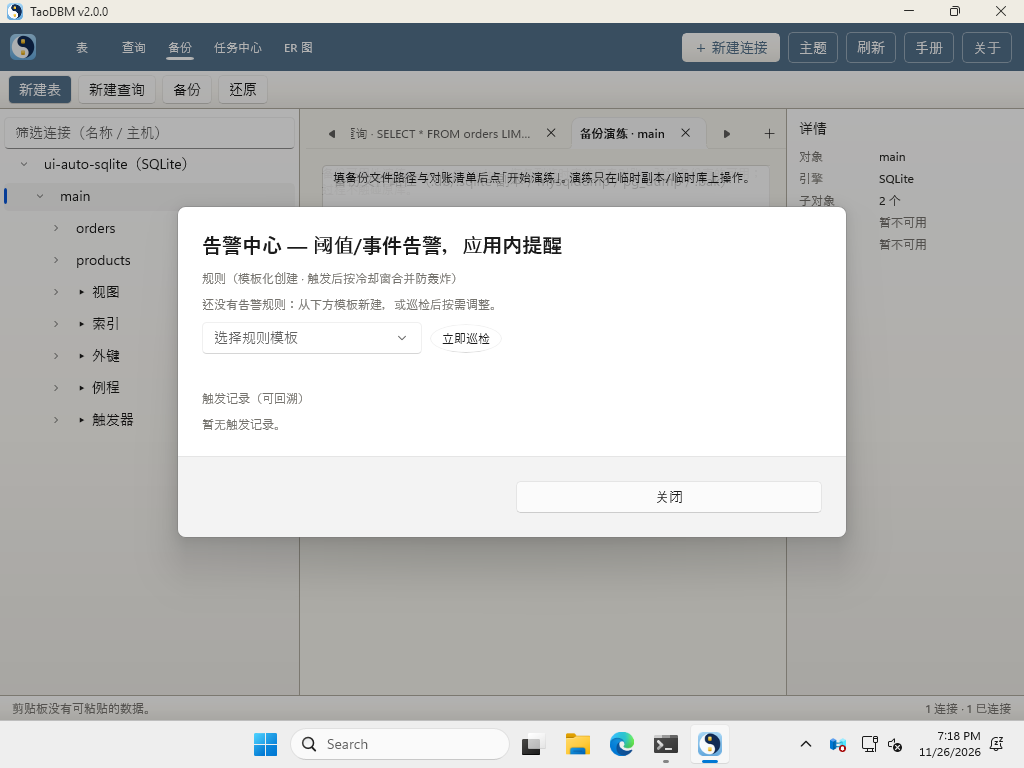 TaoDBM v2.0.0
表 查询 备份 任务中心 ER 图 + 新建连接 主题 刷新 手册 关于
新建表 新建查询 备份 还原
筛选连接（名称 / 主机）
ui-auto-sqlite（SQLite）
main
orders
products
视图
索引
外键
例程
触发器
询 · SELECT * FROM orders LIM...
备份演练 · main
填备份文件路径与对账清单后点「开始演练」。演练只在临时副本/临时库上操作。
详情
对象 main
引擎 SQLite
子对象 2 个
暂不可用
暂不可用
告警中心 — 阈值/事件告警，应用内提醒
规则（模板化创建 · 触发后按冷却窗合并防轰炸）
还没有告警规则：从下方模板新建，或巡检后按需调整。
选择规则模板 立即巡检
触发记录（可回溯）
暂无触发记录。
关闭
剪贴板没有可粘贴的数据。
1 连接 · 1 已连接
Search
7:18 PM
11/26/2026